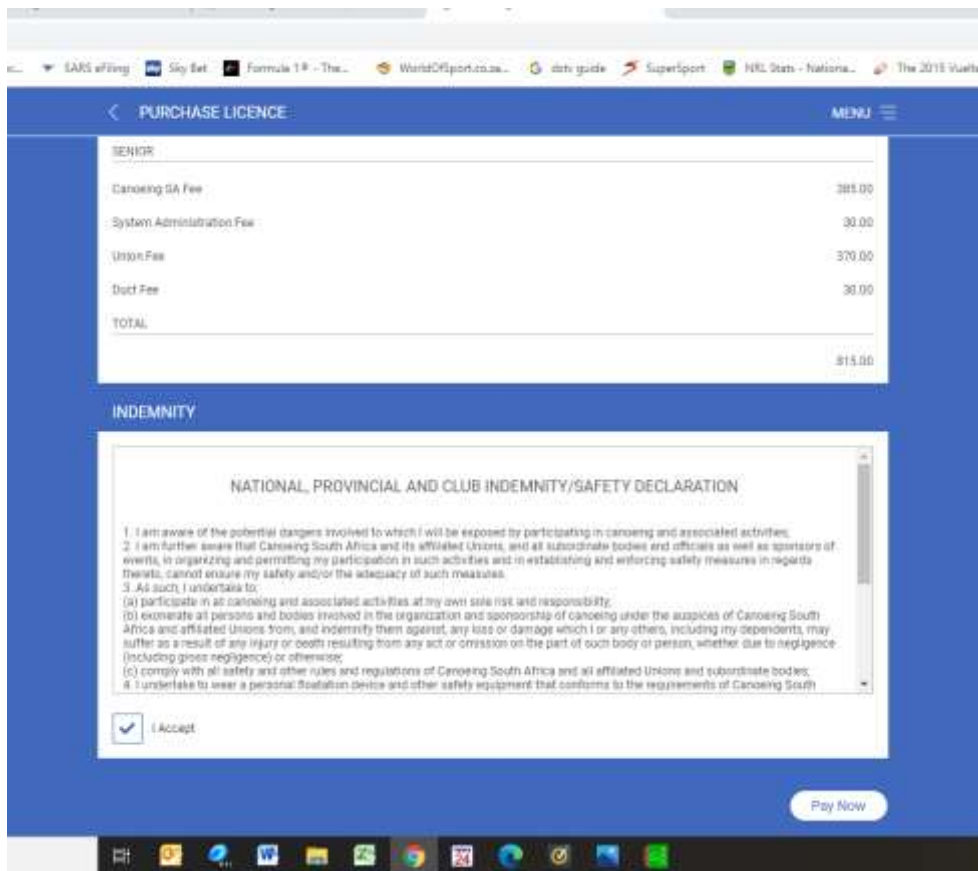 SARS eFiling Sky Bet Formula 1® - The... WorldOfSport.co.za... dstv guide SuperSport NRL Stats - Nationa... The 2015 Vuelta
PURCHASE LICENCE MENU
SENIOR
Canoeing SA Fee 385.00
System Administration Fee 30.00
Union Fee 370.00
Duct Fee 30.00
TOTAL
815.00
INDEMNITY
NATIONAL, PROVINCIAL AND CLUB INDEMNITY/SAFETY DECLARATION
1. I am aware of the potential dangers involved to which I will be exposed by participating in canoeing and associated activities;
2. I am further aware that Canoeing South Africa and its affiliated Unions, and all subordinate bodies and officials as well as sponsors of
events, in organizing and permitting my participation in such activities and in establishing and enforcing safety measures in regards
thereto, cannot ensure my safety and/or the adequacy of such measures.
3. As such, I undertake to;
(a) participate in all canoeing and associated activities at my own sole risk and responsibility;
(b) exonerate all persons and bodies involved in the organization and sponsorship of canoeing under the auspices of Canoeing South
Africa and affiliated Unions from, and indemnify them against, any loss or damage which I or any others, including my dependents, may
suffer as a result of any injury or death resulting from any act or omission on the part of such body or person, whether due to negligence
(including gross negligence) or otherwise;
(c) comply with all safety and other rules and regulations of Canoeing South Africa and all affiliated Unions and subordinate bodies;
4. I undertake to wear a personal floatation device and other safety equipment that conforms to the requirements of Canoeing South
I Accept
Pay Now
24